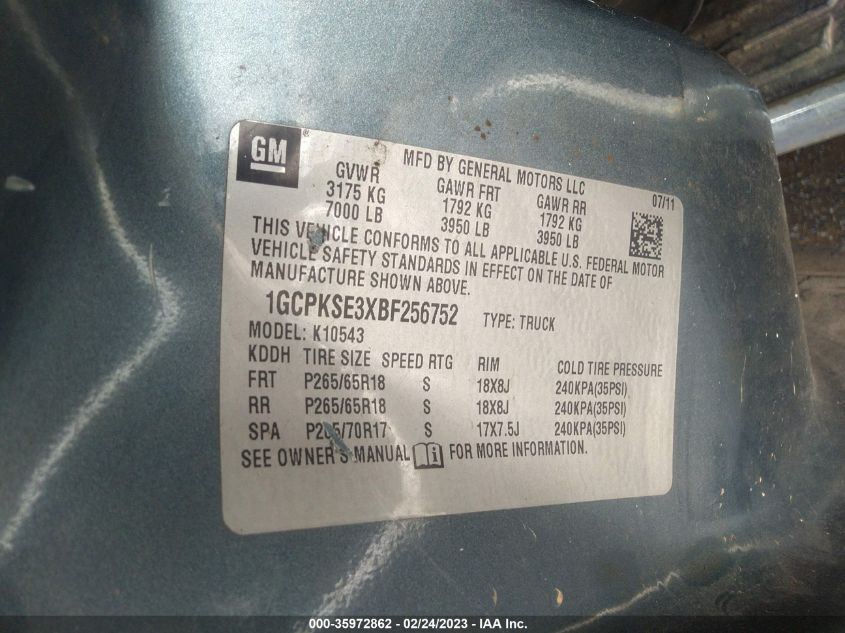 GM®
MFD BY GENERAL MOTORS LLC
GVWR GAWR FRT GAWR RR 07/11
3175 KG 1792 KG 1792 KG
7000 LB 3950 LB 3950 LB
THIS VEHICLE CONFORMS TO ALL APPLICABLE U.S. FEDERAL MOTOR
VEHICLE SAFETY STANDARDS IN EFFECT ON THE DATE OF
MANUFACTURE SHOWN ABOVE.
1GCPKSE3XBF256752 TYPE: TRUCK
MODEL: K10543
KDDH TIRE SIZE SPEED RTG RIM COLD TIRE PRESSURE
FRT P265/65R18 S 18X8J 240KPA(35PSI)
RR P265/65R18 S 18X8J 240KPA(35PSI)
SPA S 17X7.5J 240KPA(35PSI)
SEE OWNER'S MANUAL i FOR MORE INFORMATION.
000-35972862 - 02/24/2023 - IAA Inc.